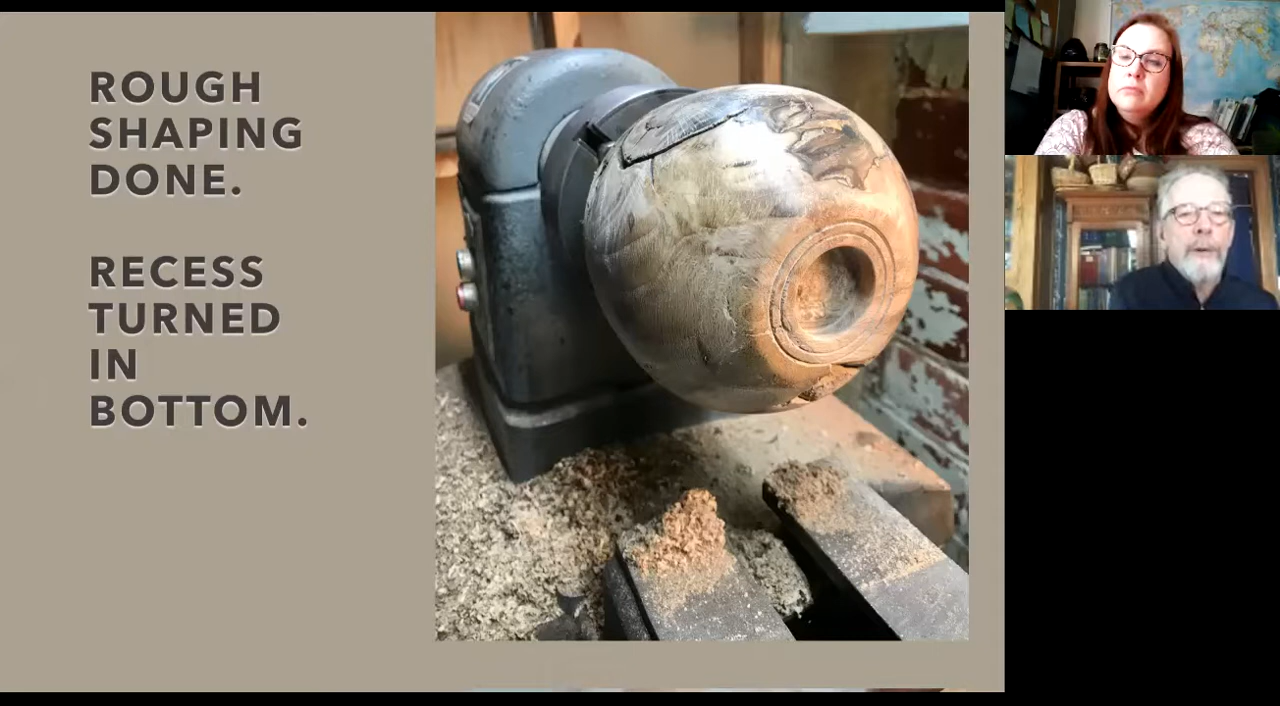 ROUGH
SHAPING
DONE.
RECESS
TURNED
IN
BOTTOM.